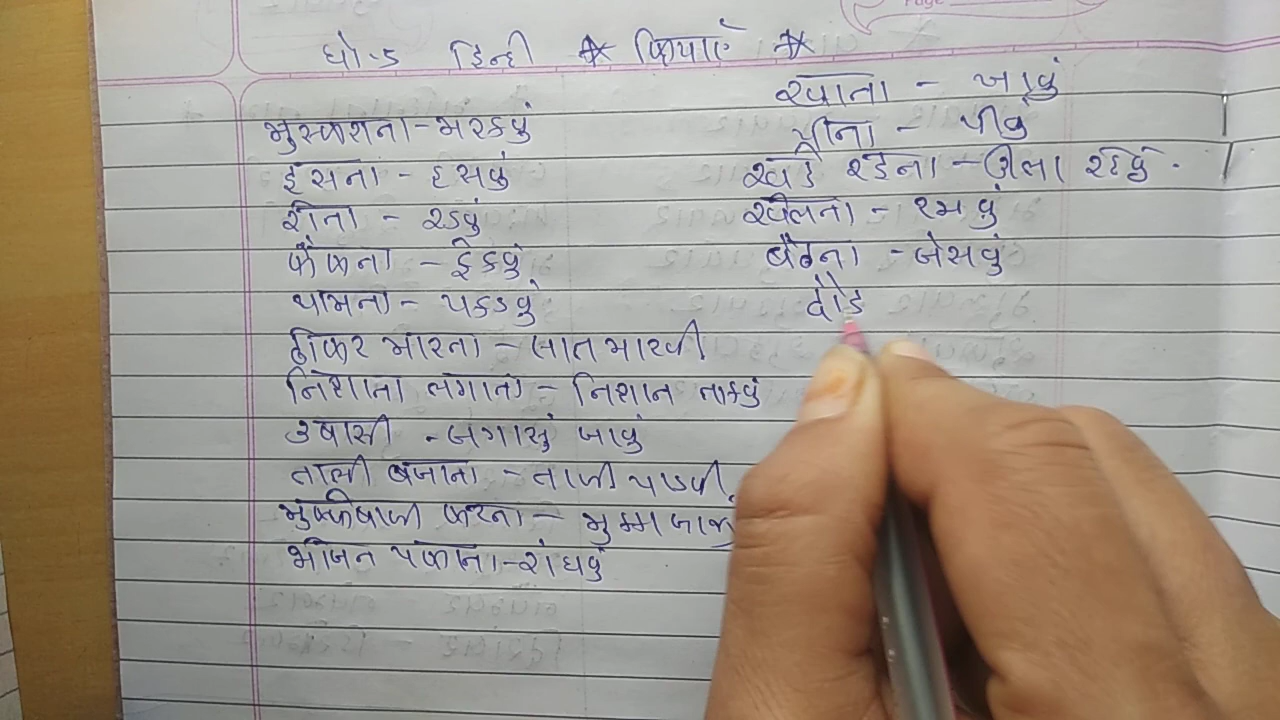 धो-5 हिन्दी * क्रियाएँ *
मुस्कराना - મરકવું
हंसना - હસવું
रोना - રડવું
फेंकना - ફેંકવું
थामना - પકડવું
ठोकर मारना - લાત મારવી
निशाना लगाना - નિશાન તાકવું
उबासी - બગાસું ખાવું
ताली बजाना - તાળી પાડવી.
मुक्केबाजी करना -
भोजन पकाना - રાંધવું
खाना - ખાવું
पीना - પીવું
खडे रहेना - ઊભા રહેવું.
खेलना - રમવું
बैठना - બેસવું
दौड